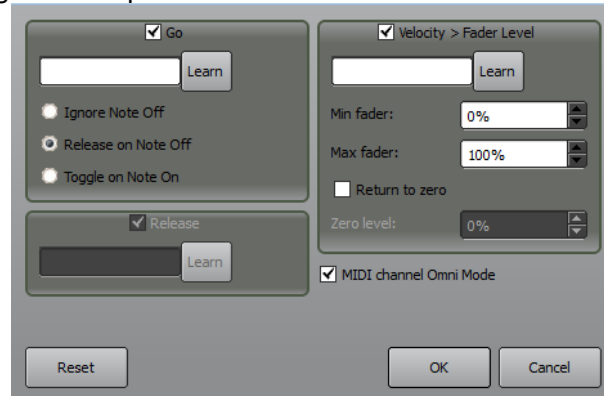 Go
Learn
Ignore Note Off
Release on Note Off
Toggle on Note On
Release
Learn
Velocity > Fader Level
Learn
Min fader: 0%
Max fader: 100%
Return to zero
Zero level: 0%
MIDI channel Omni Mode
Reset OK Cancel